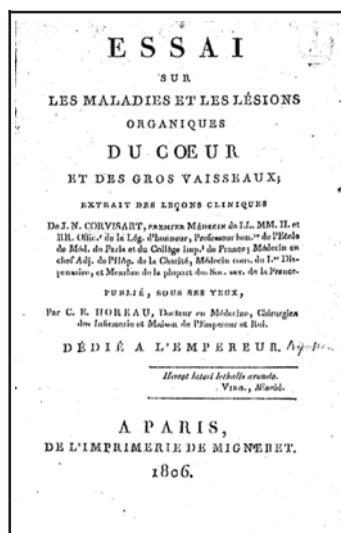 ESSAI
SUR
LES MALADIES ET LES LÉSIONS
ORGANIQUES
DU CŒUR
ET DES GROS VAISSEAUX;
EXTRAIT DES LEÇONS CLINIQUES
De J. N. CORVISART, PREMIER MÉDECIN de LL. MM. II. et
RR. Offic.r de la Lég. d'honneur, Professeur hon.re de l'École
de Méd. de Paris et du Collége Imp.l de France; Médecin en
chef Adj. de l'Hôp. de la Charité, Médecin cons. du I.er Dis-
pensaire, et Membre de la plupart des Soc. sav. de la France.
PUBLIÉ, SOUS SES YEUX,
Par C. E. HOREAU, Docteur en Médecine, Chirurgien
des Infirmerie et Maison de l'Empereur et Roi.
DÉDIÉ A L'EMPEREUR.
Hæret lateri lethalis arundo.
VIRG., Æneid.
A PARIS,
DE L'IMPRIMERIE DE MIGNERET.
1806.